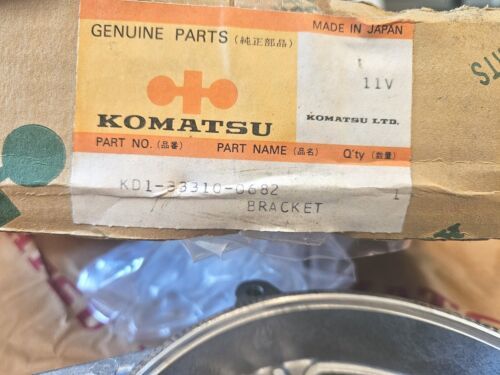 GENUINE PARTS (純正部品)
MADE IN JAPAN
11V
KOMATSU
KOMATSU LTD.
PART NO. (品番) PART NAME (品名) Q'ty (数量)
KD1-33310-0682 1
BRACKET